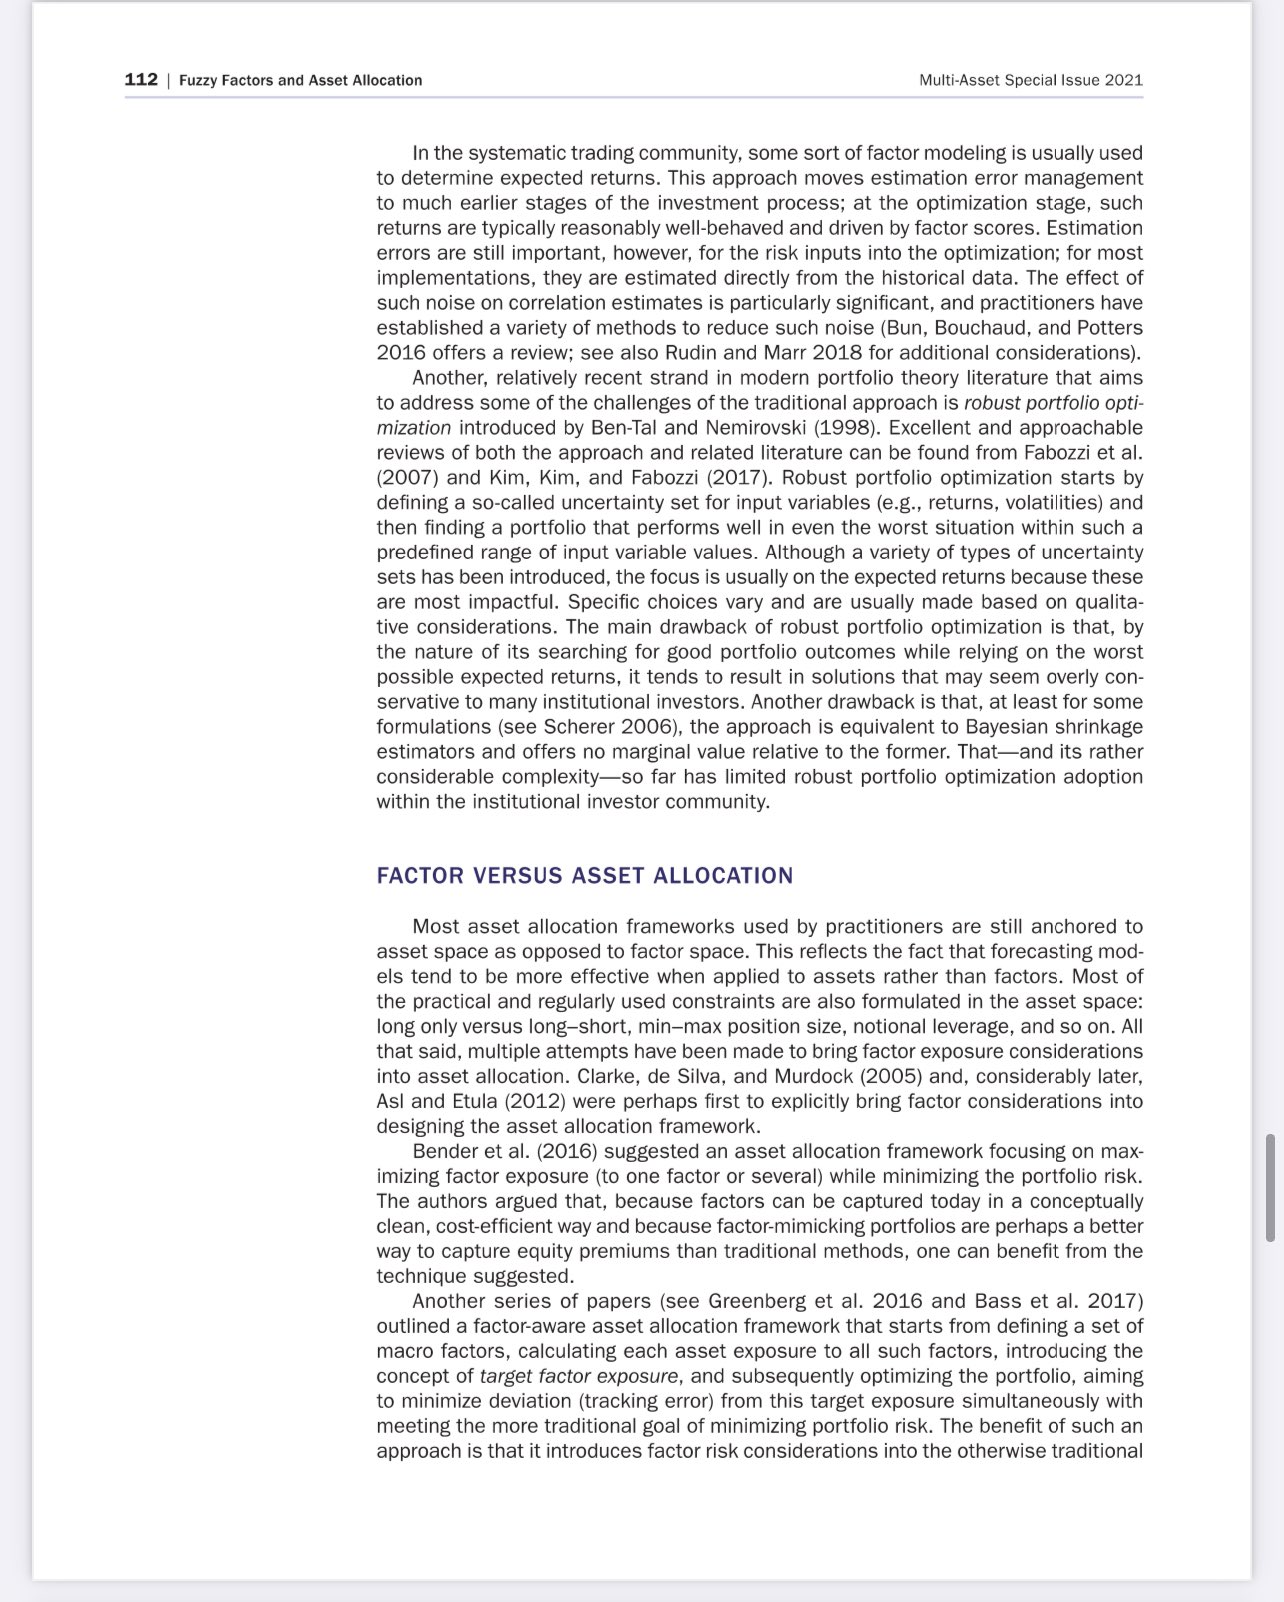 112 | Fuzzy Factors and Asset Allocation
Multi-Asset Special Issue 2021
In the systematic trading community, some sort of factor modeling is usually used
to determine expected returns. This approach moves estimation error management
to much earlier stages of the investment process; at the optimization stage, such
returns are typically reasonably well-behaved and driven by factor scores. Estimation
errors are still important, however, for the risk inputs into the optimization; for most
implementations, they are estimated directly from the historical data. The effect of
such noise on correlation estimates is particularly significant, and practitioners have
established a variety of methods to reduce such noise (Bun, Bouchaud, and Potters
2016 offers a review; see also Rudin and Marr 2018 for additional considerations).
Another, relatively recent strand in modern portfolio theory literature that aims
to address some of the challenges of the traditional approach is robust portfolio opti-
mization introduced by Ben-Tal and Nemirovski (1998). Excellent and approachable
reviews of both the approach and related literature can be found from Fabozzi et al.
(2007) and Kim, Kim, and Fabozzi (2017). Robust portfolio optimization starts by
defining a so-called uncertainty set for input variables (e.g., returns, volatilities) and
then finding a portfolio that performs well in even the worst situation within such a
predefined range of input variable values. Although a variety of types of uncertainty
sets has been introduced, the focus is usually on the expected returns because these
are most impactful. Specific choices vary and are usually made based on qualita-
tive considerations. The main drawback of robust portfolio optimization is that, by
the nature of its searching for good portfolio outcomes while relying on the worst
possible expected returns, it tends to result in solutions that may seem overly con-
servative to many institutional investors. Another drawback is that, at least for some
formulations (see Scherer 2006), the approach is equivalent to Bayesian shrinkage
estimators and offers no marginal value relative to the former. That—and its rather
considerable complexity—so far has limited robust portfolio optimization adoption
within the institutional investor community.
FACTOR VERSUS ASSET ALLOCATION
Most asset allocation frameworks used by practitioners are still anchored to
asset space as opposed to factor space. This reflects the fact that forecasting mod-
els tend to be more effective when applied to assets rather than factors. Most of
the practical and regularly used constraints are also formulated in the asset space:
long only versus long–short, min–max position size, notional leverage, and so on. All
that said, multiple attempts have been made to bring factor exposure considerations
into asset allocation. Clarke, de Silva, and Murdock (2005) and, considerably later,
Asl and Etula (2012) were perhaps first to explicitly bring factor considerations into
designing the asset allocation framework.
Bender et al. (2016) suggested an asset allocation framework focusing on max-
imizing factor exposure (to one factor or several) while minimizing the portfolio risk.
The authors argued that, because factors can be captured today in a conceptually
clean, cost-efficient way and because factor-mimicking portfolios are perhaps a better
way to capture equity premiums than traditional methods, one can benefit from the
technique suggested.
Another series of papers (see Greenberg et al. 2016 and Bass et al. 2017)
outlined a factor-aware asset allocation framework that starts from defining a set of
macro factors, calculating each asset exposure to all such factors, introducing the
concept of target factor exposure, and subsequently optimizing the portfolio, aiming
to minimize deviation (tracking error) from this target exposure simultaneously with
meeting the more traditional goal of minimizing portfolio risk. The benefit of such an
approach is that it introduces factor risk considerations into the otherwise traditional